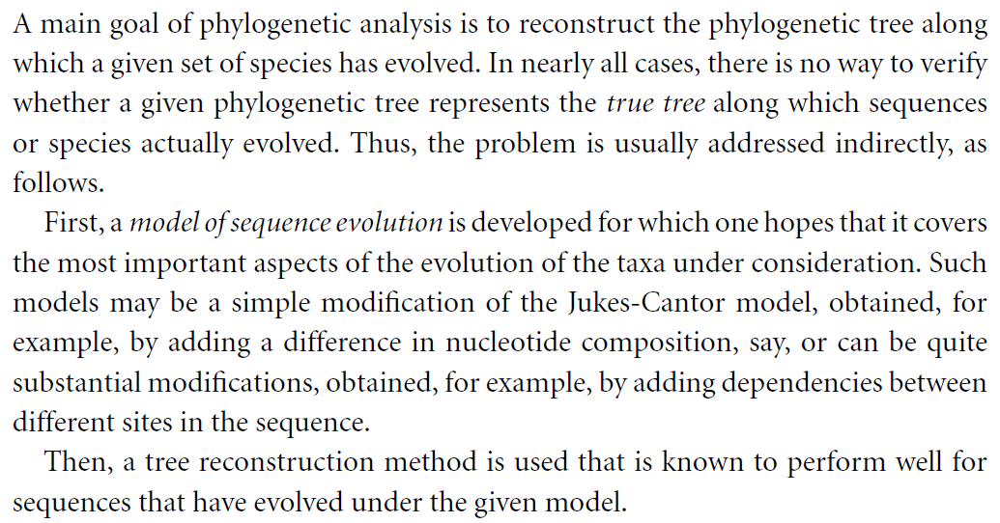 A main goal of phylogenetic analysis is to reconstruct the phylogenetic tree along
which a given set of species has evolved. In nearly all cases, there is no way to verify
whether a given phylogenetic tree represents the true tree along which sequences
or species actually evolved. Thus, the problem is usually addressed indirectly, as
follows.
First, a model of sequence evolution is developed for which one hopes that it covers
the most important aspects of the evolution of the taxa under consideration. Such
models may be a simple modification of the Jukes-Cantor model, obtained, for
example, by adding a difference in nucleotide composition, say, or can be quite
substantial modifications, obtained, for example, by adding dependencies between
different sites in the sequence.
Then, a tree reconstruction method is used that is known to perform well for
sequences that have evolved under the given model.